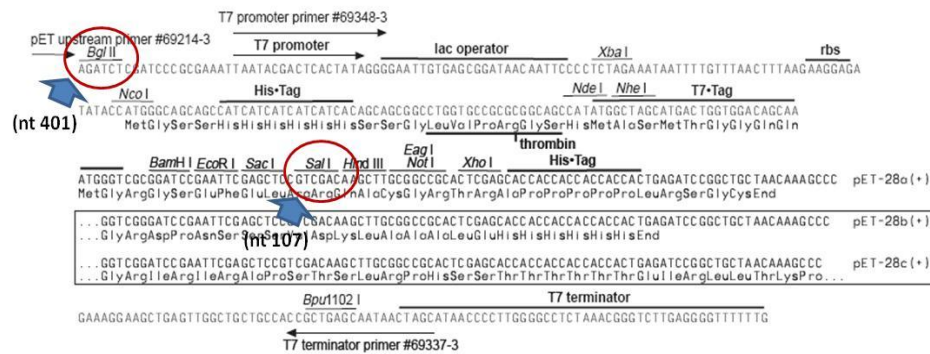 T7 promoter primer #69348-3
pET upstream primer #69214-3
Bgl II T7 promoter lac operator Xba I rbs
AGATCTCGATCCCGCGAAATTAATACGACTCACTATAGGGGAATTGTGAGCGGATAACAATTCCCCTCTAGAAATAATTTTGTTTAACTTTAAGAAGGAGA
Nco I His•Tag Nde I Nhe I T7•Tag
TATACCATGGGCAGCAGCCATCATCATCATCATCACAGCAGCGGCCTGGTGCCGCGCGGCAGCCATATGGCTAGCATGACTGGTGGACAGCAA
(nt 401) MetGlySerSerHisHisHisHisHisHisSerSerGlyLeuValProArgGlySerHisMetAlaSerMetThrGlyGlyGlnGln
thrombin
BamH I EcoR I Sac I Sal I Hind III Eag I Not I Xho I His•Tag
ATGGGTCGCGGATCCGAATTCGAGCTCCGTCGACAAGCTTGCGGCCGCACTCGAGCACCACCACCACCACCACTGAGATCCGGCTGCTAACAAAGCCC pET-28a(+)
MetGlyArgGlySerGluPheGluLeuArgArgGlnAlaCysGlyArgThrArgAlaProProProProProProLeuArgSerGlyCysEnd
...GGTCGGGATCCGAATTCGAGCTCC CGACAAGCTTGCGGCCGCACTCGAGCACCACCACCACCACCACTGAGATCCGGCTGCTAACAAAGCCC pET-28b(+)
...GlyArgAspProAsnSerSerSerValAspLysLeuAlaAlaAlaLeuGluHisHisHisHisHisHisEnd
(nt 107)
...GGTCGGATCCGAATTCGAGCTCCGTCGACAAGCTTGCGGCCGCACTCGAGCACCACCACCACCACCACTGAGATCCGGCTGCTAACAAAGCCC pET-28c(+)
...GlyArgIleArgIleArgAlaProSerThrSerLeuArgProHisSerSerThrThrThrThrThrThrGluIleArgLeuLeuThrLysPro...
Bpu1102 I T7 terminator
GAAAGGAAGCTGAGTTGGCTGCTGCCACCGCTGAGCAATAACTAGCATAACCCCTTGGGGCCTCTAAACGGGTCTTGAGGGGTTTTTTG
T7 terminator primer #69337-3